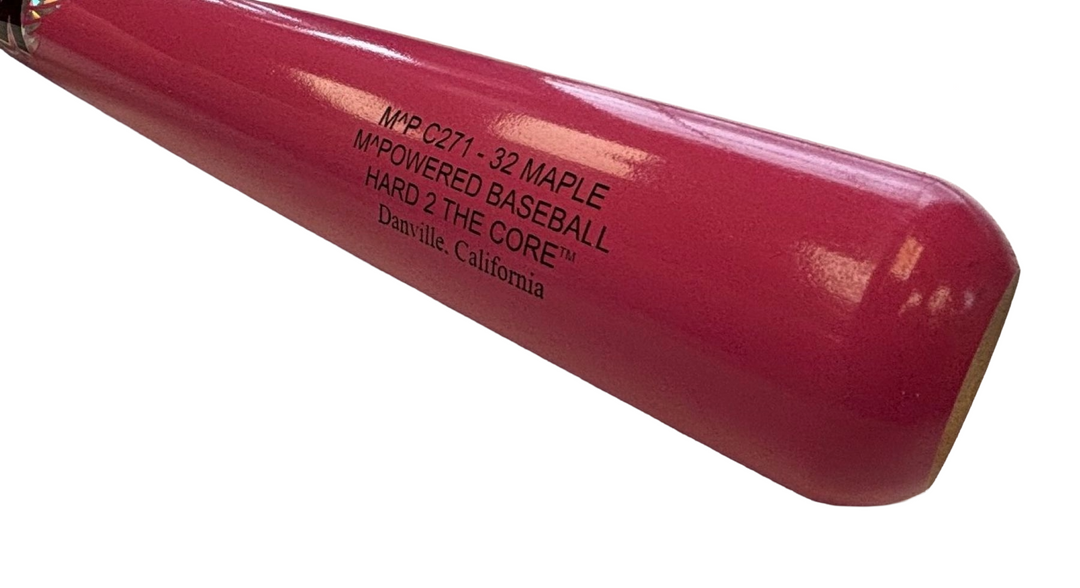 M^P C271 - 32 MAPLE
M^POWERED BASEBALL
HARD 2 THE CORE™
Danville, California